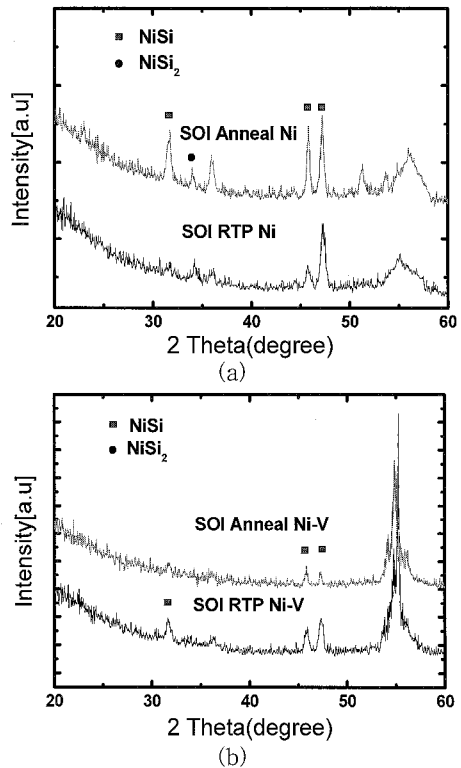 NiSi
NiSi2
SOI Anneal Ni
SOI RTP Ni
Intensity[a.u]
20 30 40 50 60
2 Theta(degree)
(a)
NiSi
NiSi2
SOI Anneal Ni-V
SOI RTP Ni-V
Intensity[a.u]
20 30 40 50 60
2 Theta(degree)
(b)